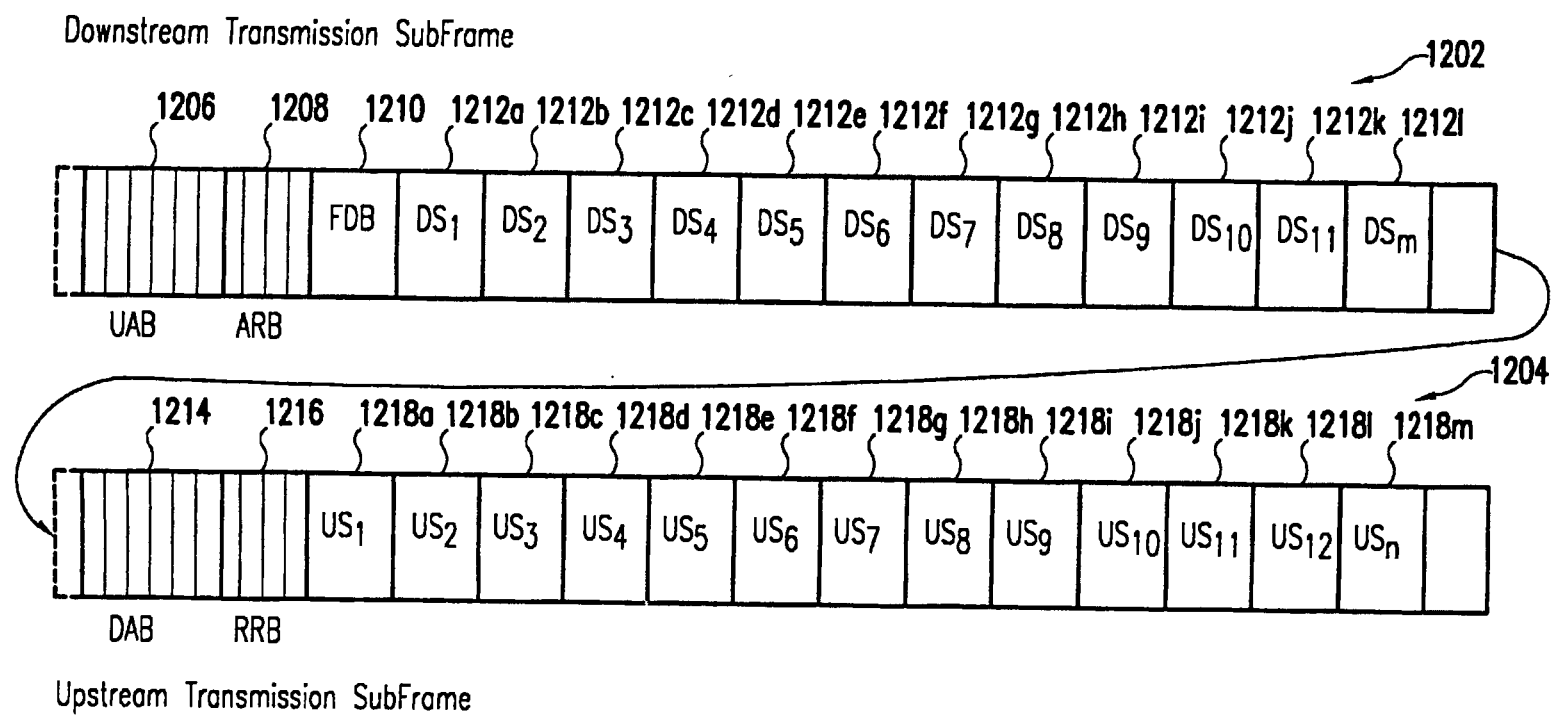 Downstream Transmission SubFrame
1202
1206 1208 1210 1212a 1212b 1212c 1212d 1212e 1212f 1212g 1212h 1212i 1212j 1212k 1212l
FDB DS1 DS2 DS3 DS4 DS5 DS6 DS7 DS8 DS9 DS10 DS11 DSm
UAB ARB
1204
1214 1216 1218a 1218b 1218c 1218d 1218e 1218f 1218g 1218h 1218i 1218j 1218k 1218l 1218m
US1 US2 US3 US4 US5 US6 US7 US8 US9 US10 US11 US12 USn
DAB RRB
Upstream Transmission SubFrame